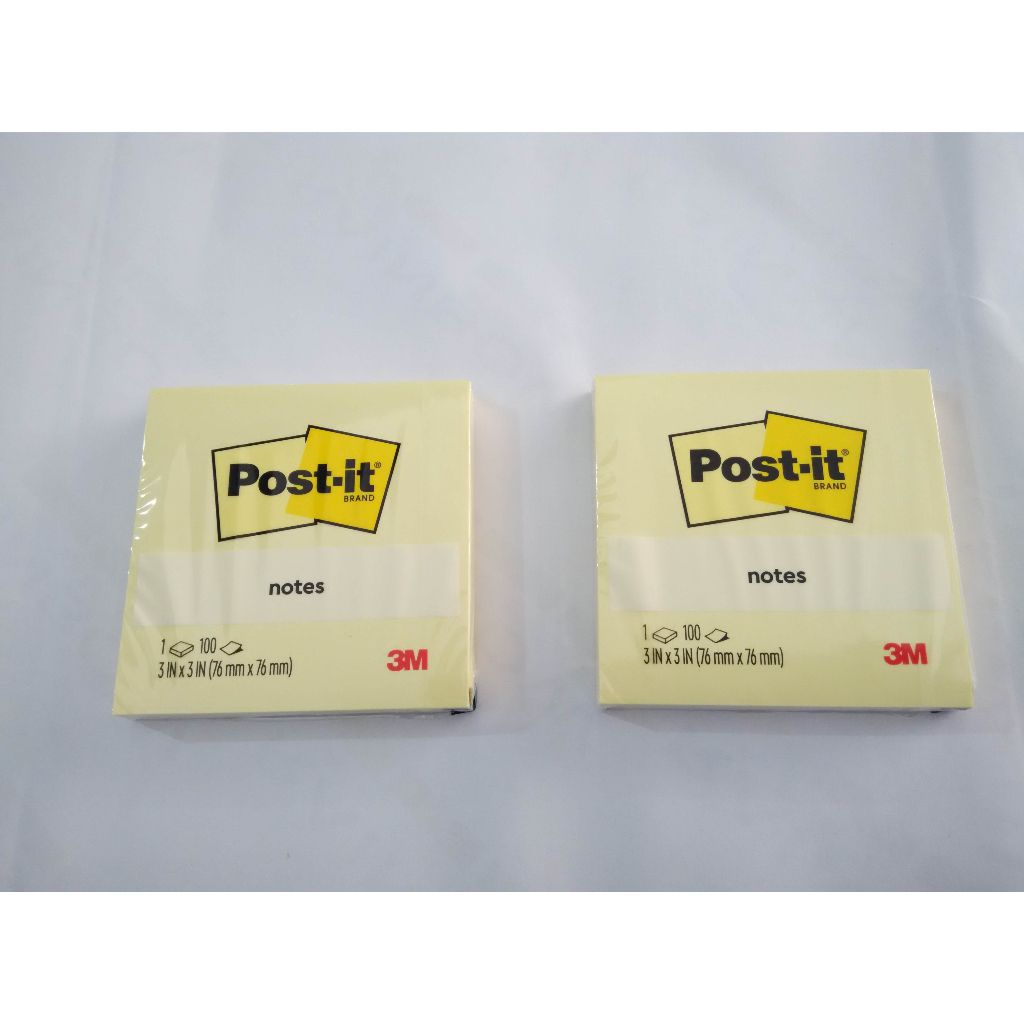 Post-it®
BRAND
notes
1 100
3 IN x 3 IN (76 mm x 76 mm)
3M
Post-it®
BRAND
notes
1 100
3 IN x 3 IN (76 mm x 76 mm)
3M